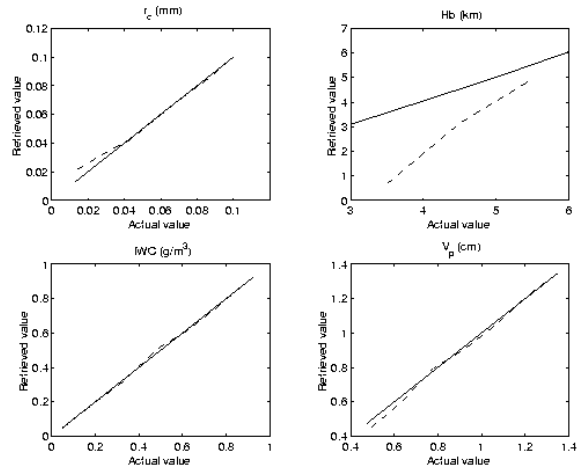 r_c (mm)
Retrieved value
0.12
0.10
0.08
0.06
0.04
0.02
0
0 0.02 0.04 0.06 0.08 0.1
Actual value
Hb (km)
Retrieved value
7
6
5
4
3
2
1
0
3 4 5 6
Actual value
IWC (g/m³)
Retrieved value
1
0.8
0.6
0.4
0.2
0
0 0.2 0.4 0.6 0.8 1
Actual value
V_p (cm)
Retrieved value
1.4
1.2
1
0.8
0.6
0.4
0.4 0.6 0.8 1.0 1.2 1.4
Actual value